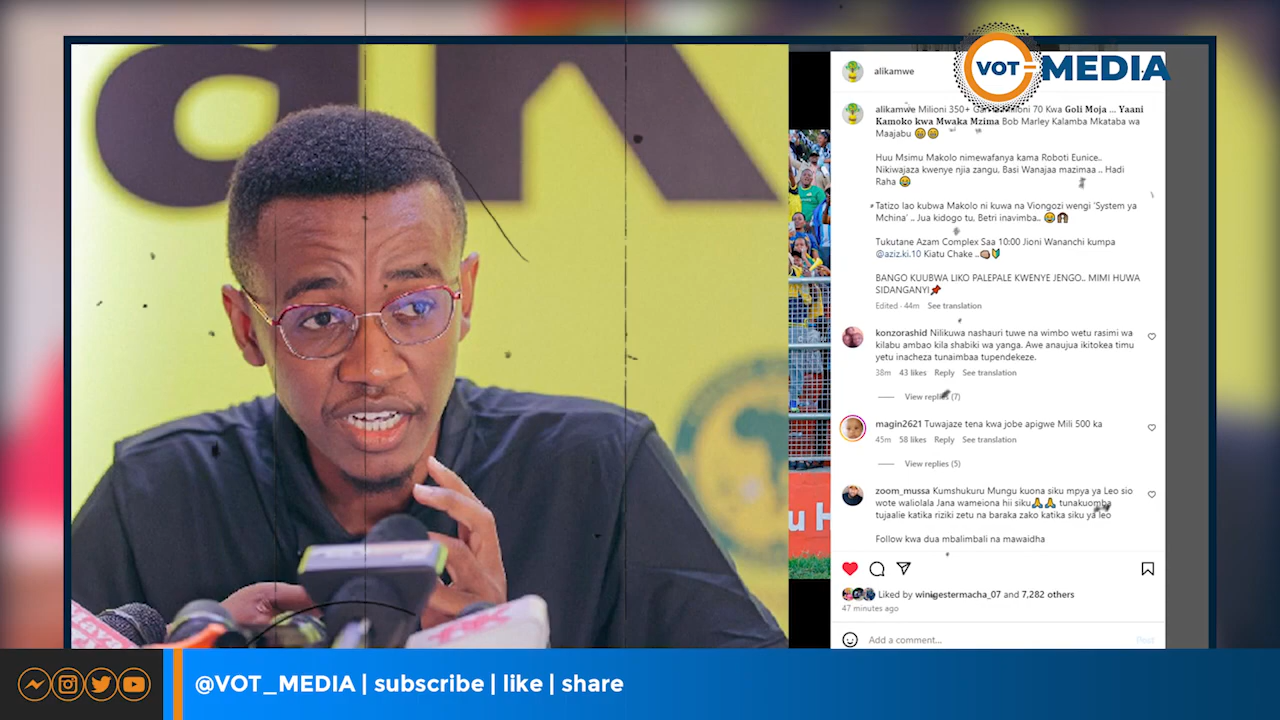 VOT MEDIA
alikamwe
alikamwe Milioni 350+ 70 Kwa Goli Moja ... Yaani
Kamoko kwa Mwaka Mzima Bob Marley Kalamba Mkataba wa
Maajabu 😁😁
Huu Msimu Makolo nimewafanya kama Roboti Eunice..
Nikiwajaza kwenye njia zangu, Basi Wanajaa mazimaa .. Hadi
Raha 😂
Tatizo lao kubwa Makolo ni kuwa na Viongozi wengi 'System ya
Mchina' .. Jua kidogo tu, Betri inavimba..
Tukutane Azam Complex Saa 10:00 Jioni Wananchi kumpa
@aziz.ki.10 Kiatu Chake ..
BANGO KUUBWA LIKO PALEPALE KWENYE JENGO.. MIMI HUWA
SIDANGANYI📌
Edited · 44m See translation
konzorashid Nilikuwa nashauri tuwe na wimbo wetu rasimi wa
kilabu ambao kila shabiki wa yanga. Awe anaujua ikitokea timu
yetu inacheza tunaimbaa tupendekeze.
38m 43 likes Reply See translation
View replies (7)
magin2621 Tuwajaze tena kwa jobe apigwe Mili 500 ka
45m 58 likes Reply See translation
View replies (5)
zoom_mussa Kumshukuru Mungu kuona siku mpya ya Leo sio
wote waliolala Jana wameiona hii siku🙏🙏 tunakuomba
tujaalie katika riziki zetu na baraka zako katika siku ya leo
Follow kwa dua mbalimbali na mawaidha
Liked by winigestermacha_07 and 7,282 others
47 minutes ago
Add a comment...
Post
@VOT_MEDIA | subscribe | like | share